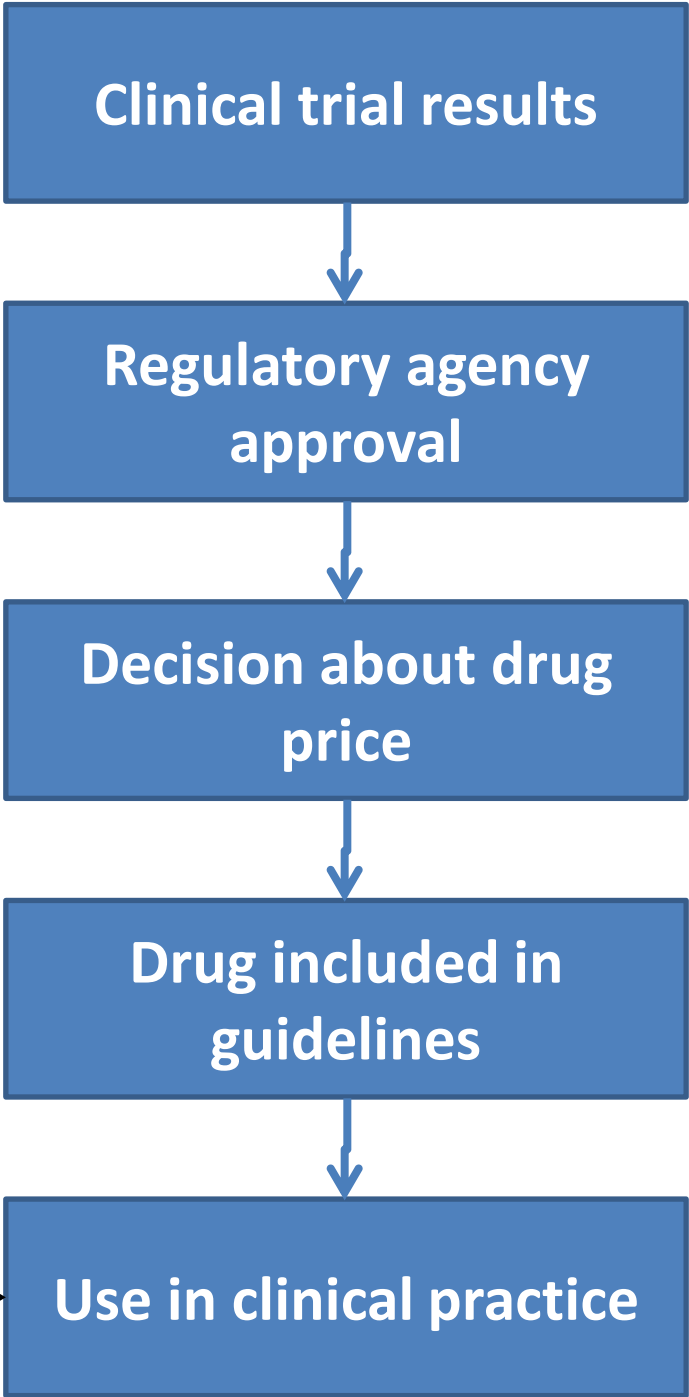 Clinical trial results
Regulatory agency
approval
Decision about drug
price
Drug included in
guidelines
Use in clinical practice